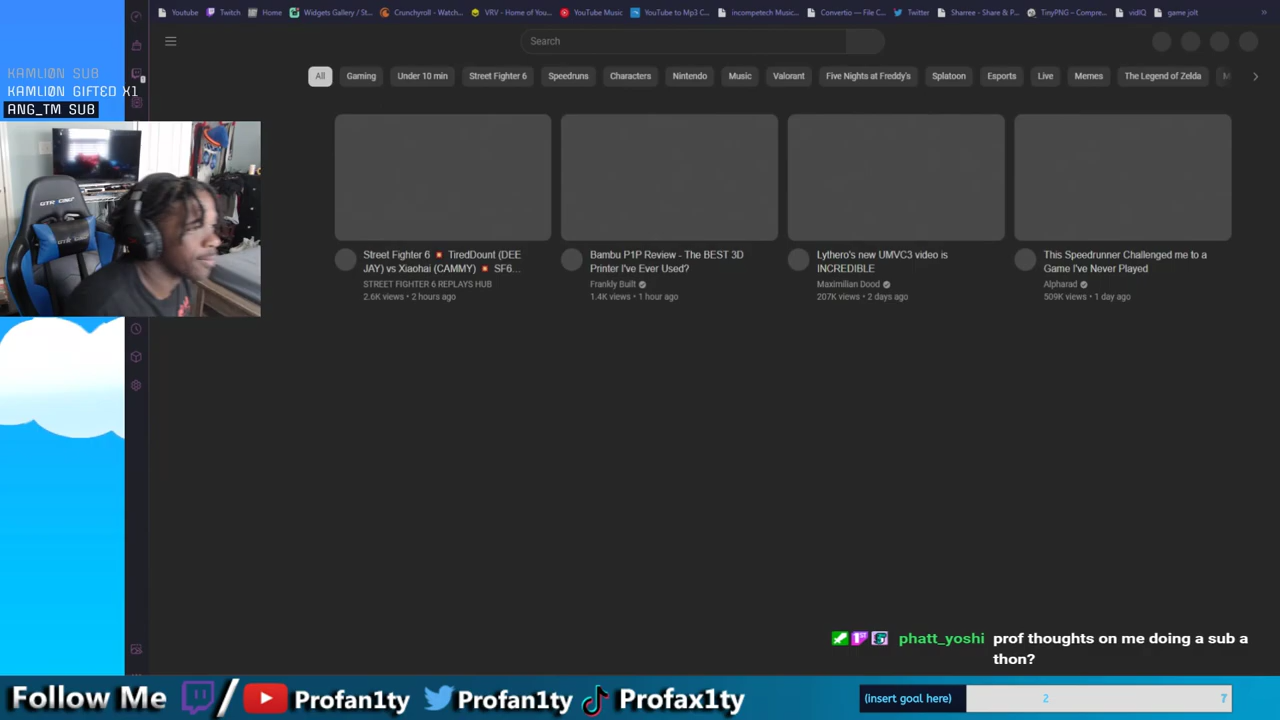 Youtube Twitch Home Widgets Gallery / St... Crunchyroll - Watch... VRV - Home of You... YouTube Music YouTube to Mp3 C... incompetech Music... Convertio — File C... Twitter Sharree - Share & P... TinyPNG – Compre... vidIQ game jolt »
Search
All Gaming Under 10 min Street Fighter 6 Speedruns Characters Nintendo Music Valorant Five Nights at Freddy's Splatoon Esports Live Memes The Legend of Zelda
KAMLIØN SUB
KAMLIØN GIFTED X1
ANG_TM SUB
GTR
Street Fighter 6 TiredDount (DEE
JAY) vs Xiaohai (CAMMY) SF6...
STREET FIGHTER 6 REPLAYS HUB
2.6K views • 2 hours ago
Bambu P1P Review - The BEST 3D
Printer I've Ever Used?
Frankly Built
1.4K views • 1 hour ago
Lythero's new UMVC3 video is
INCREDIBLE
Maximilian Dood
207K views • 2 days ago
This Speedrunner Challenged me to a
Game I've Never Played
Alpharad
509K views • 1 day ago
phatt_yoshi prof thoughts on me doing a sub a
thon?
Follow Me / Profan1ty Profan1ty Profax1ty
(insert goal here) 2 7